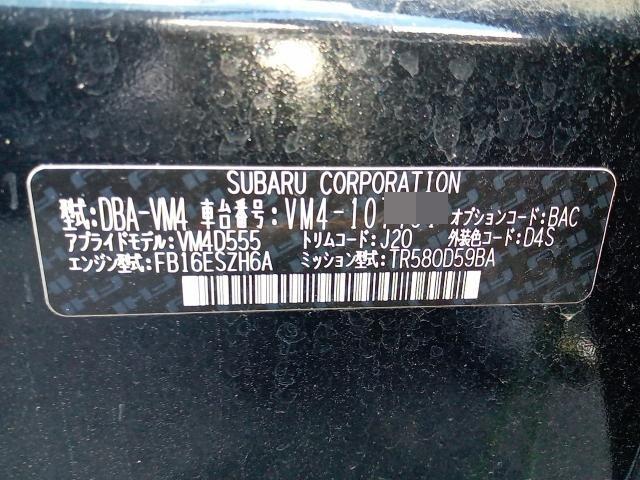 SUBARU CORPORATION
型式:DBA-VM4 車台番号:VM4-107 オプションコード:BAC
アプライドモデル:VM4D555 トリムコード:J20 外装色コード:D4S
エンジン型式:FB16ESZH6A ミッション型式:TR580D59BA